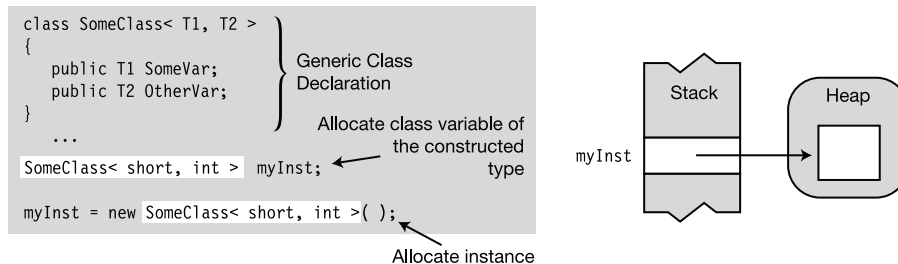 class SomeClass< T1, T2 >
{
public T1 SomeVar;
public T2 OtherVar;
}
...
Generic Class
Declaration
Allocate class variable of
the constructed
type
SomeClass< short, int > myInst;
myInst = new SomeClass< short, int >( );
Allocate instance
Stack
Heap
myInst